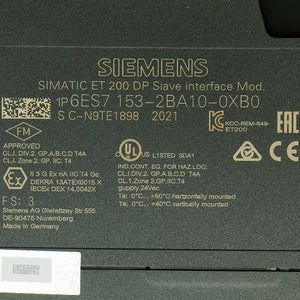 SIEMENS
SIMATIC ET 200 DP Slave interface Mod.
1P 6ES7 153-2BA10-0XB0
S C-N9TE1898 2021
KCC-REM-S49-
ET200
FM
APPROVED
CL.I, DIV.2, GP.A,B,C,D T4A
CL.I, Zone 2, GP.IIC, T4
C UL US LISTED 3DA1
IND. CONT. EQ. FOR HAZ. LOC.
CL.I, DIV.2, GP.A,B,C,D T4A
CL.1, Zone 2, GP.IIC T4
II 3 G Ex nA IIC T4 Gc
DEKRA 13ATEX0015 X
IECEx DEK 14.0042X
supply 24Vdc
Ta: 0°C... +60°C horizontally mounted
Ta: 0°C... +40°C vertically mounted
FS: 3
Siemens AG Gleiwitzer Str 555
DE-90475 Nuremberg
Made in Germany